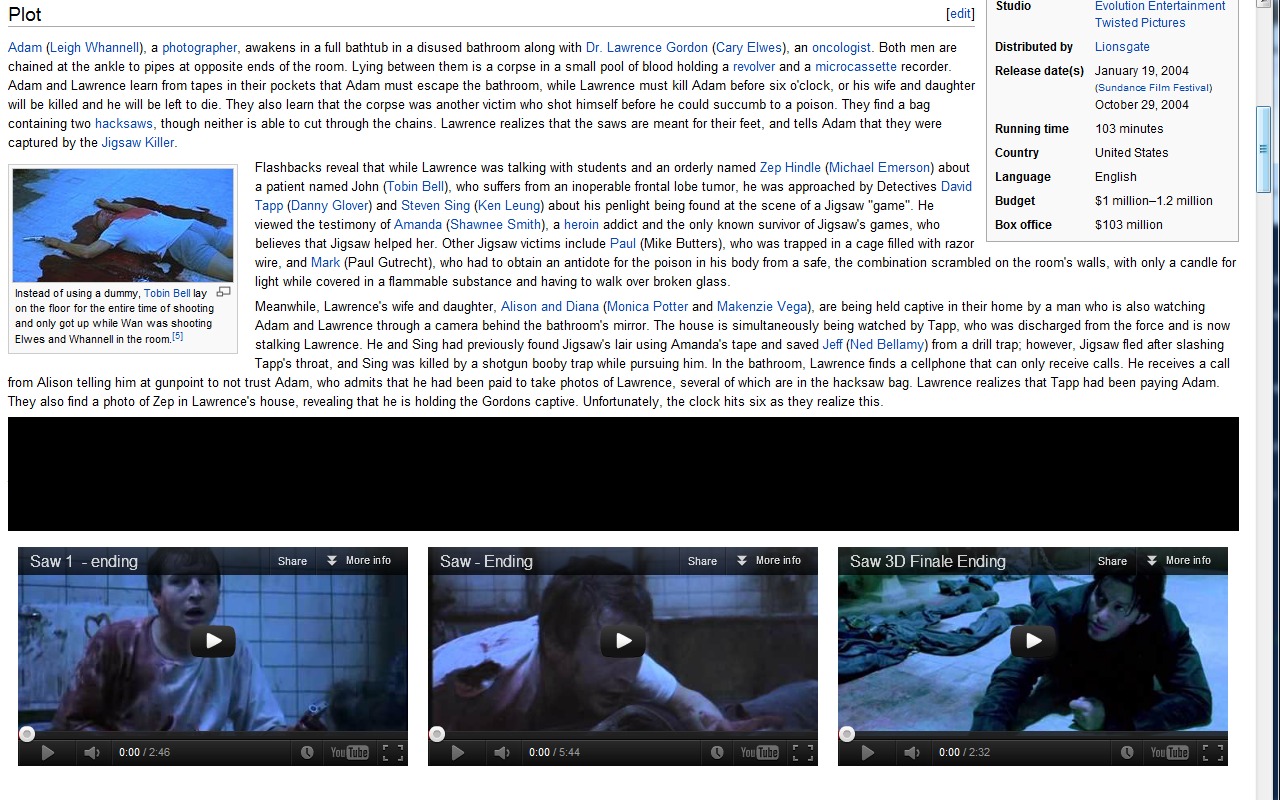 Plot
[edit]
Adam (Leigh Whannell), a photographer, awakens in a full bathtub in a disused bathroom along with Dr. Lawrence Gordon (Cary Elwes), an oncologist. Both men are
chained at the ankle to pipes at opposite ends of the room. Lying between them is a corpse in a small pool of blood holding a revolver and a microcassette recorder.
Adam and Lawrence learn from tapes in their pockets that Adam must escape the bathroom, while Lawrence must kill Adam before six o'clock, or his wife and daughter
will be killed and he will be left to die. They also learn that the corpse was another victim who shot himself before he could succumb to a poison. They find a bag
containing two hacksaws, though neither is able to cut through the chains. Lawrence realizes that the saws are meant for their feet, and tells Adam that they were
captured by the Jigsaw Killer.
Studio Evolution Entertainment
Twisted Pictures
Distributed by Lionsgate
Release date(s) January 19, 2004
(Sundance Film Festival)
October 29, 2004
Running time 103 minutes
Country United States
Language English
Budget $1 million–1.2 million
Box office $103 million
Instead of using a dummy, Tobin Bell lay
on the floor for the entire time of shooting
and only got up while Wan was shooting
Elwes and Whannell in the room.[5]
Flashbacks reveal that while Lawrence was talking with students and an orderly named Zep Hindle (Michael Emerson) about
a patient named John (Tobin Bell), who suffers from an inoperable frontal lobe tumor, he was approached by Detectives David
Tapp (Danny Glover) and Steven Sing (Ken Leung) about his penlight being found at the scene of a Jigsaw "game". He
viewed the testimony of Amanda (Shawnee Smith), a heroin addict and the only known survivor of Jigsaw's games, who
believes that Jigsaw helped her. Other Jigsaw victims include Paul (Mike Butters), who was trapped in a cage filled with razor
wire, and Mark (Paul Gutrecht), who had to obtain an antidote for the poison in his body from a safe, the combination scrambled on the room's walls, with only a candle for
light while covered in a flammable substance and having to walk over broken glass.
Meanwhile, Lawrence's wife and daughter, Alison and Diana (Monica Potter and Makenzie Vega), are being held captive in their home by a man who is also watching
Adam and Lawrence through a camera behind the bathroom's mirror. The house is simultaneously being watched by Tapp, who was discharged from the force and is now
stalking Lawrence. He and Sing had previously found Jigsaw's lair using Amanda's tape and saved Jeff (Ned Bellamy) from a drill trap; however, Jigsaw fled after slashing
Tapp's throat, and Sing was killed by a shotgun booby trap while pursuing him. In the bathroom, Lawrence finds a cellphone that can only receive calls. He receives a call
from Alison telling him at gunpoint to not trust Adam, who admits that he had been paid to take photos of Lawrence, several of which are in the hacksaw bag. Lawrence realizes that Tapp had been paying Adam.
They also find a photo of Zep in Lawrence's house, revealing that he is holding the Gordons captive. Unfortunately, the clock hits six as they realize this.
Saw 1 - ending Share More info
0:00 / 2:46 YouTube
Saw - Ending Share More info
0:00 / 5:44 YouTube
Saw 3D Finale Ending Share More info
0:00 / 2:32 YouTube